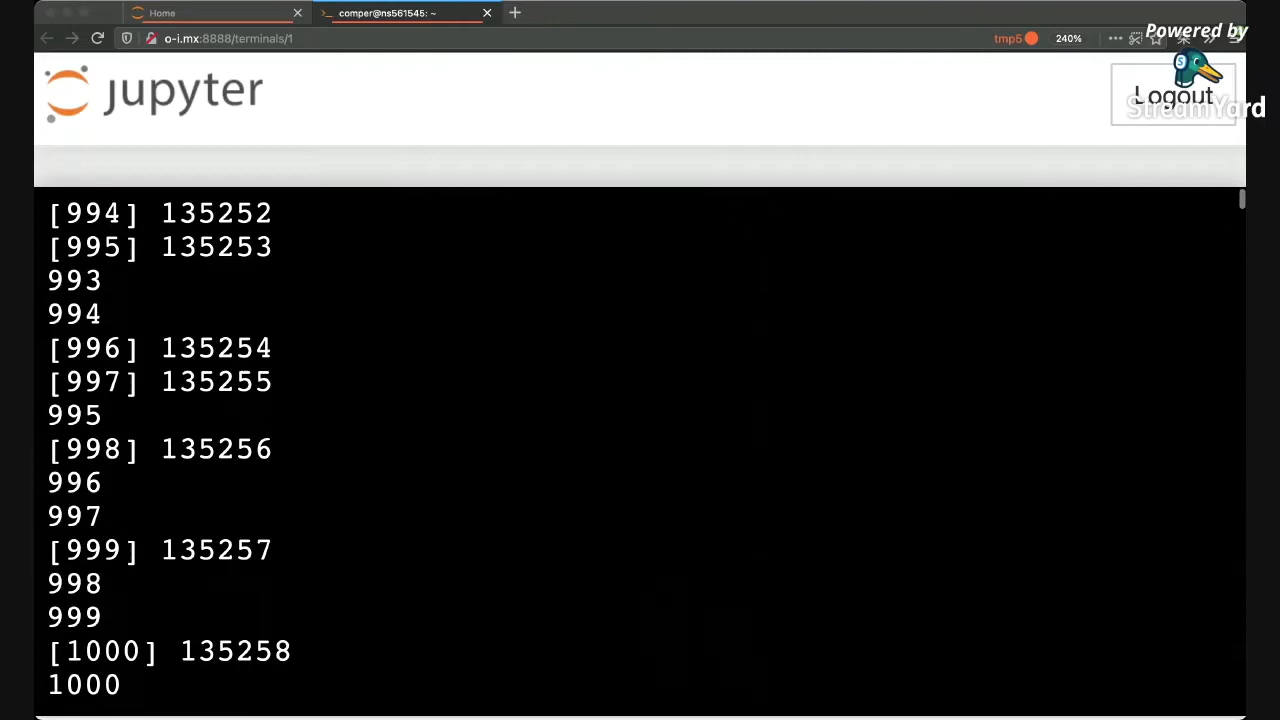 Home
comper@ns561545: ~
o-i.mx:8888/terminals/1
tmp5
240%
Powered by
StreamYard
jupyter
Logout
[994] 135252
[995] 135253
993
994
[996] 135254
[997] 135255
995
[998] 135256
996
997
[999] 135257
998
999
[1000] 135258
1000